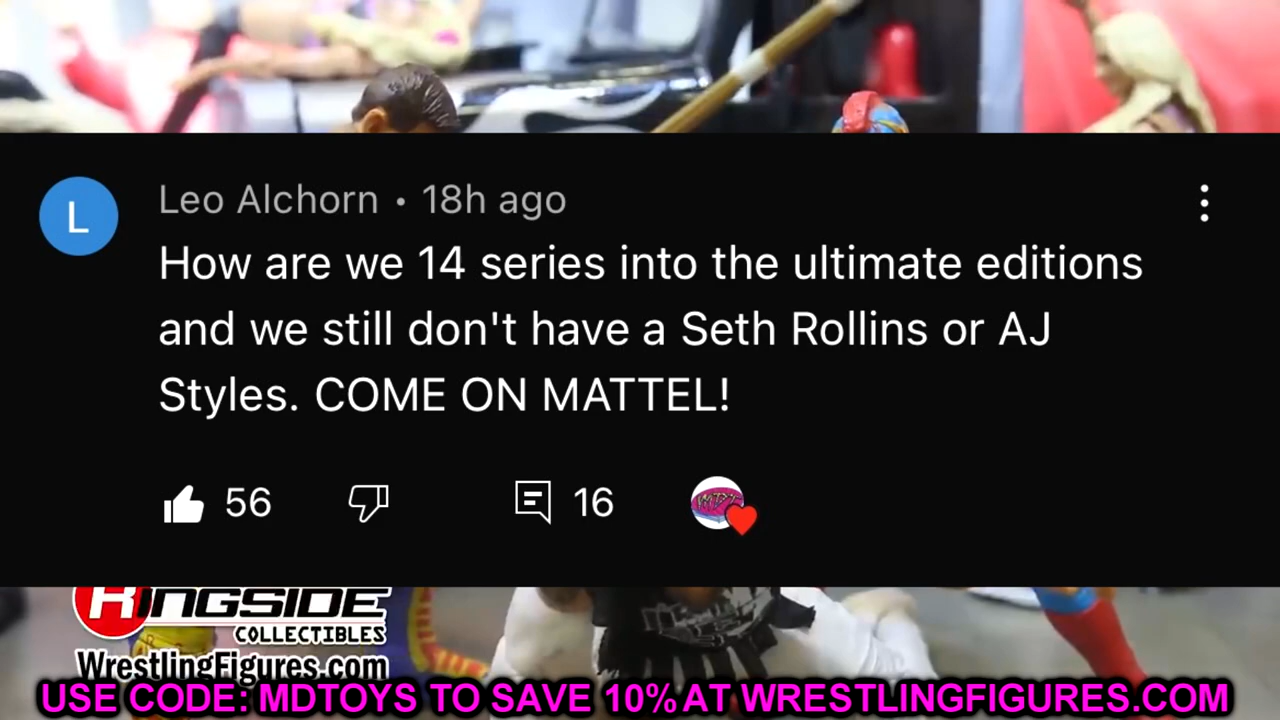 L
Leo Alchorn • 18h ago
How are we 14 series into the ultimate editions
and we still don't have a Seth Rollins or AJ
Styles. COME ON MATTEL!
56
16
RINGSIDE
COLLECTIBLES
WrestlingFigures.com
USE CODE: MDTOYS TO SAVE 10% AT WRESTLINGFIGURES.COM